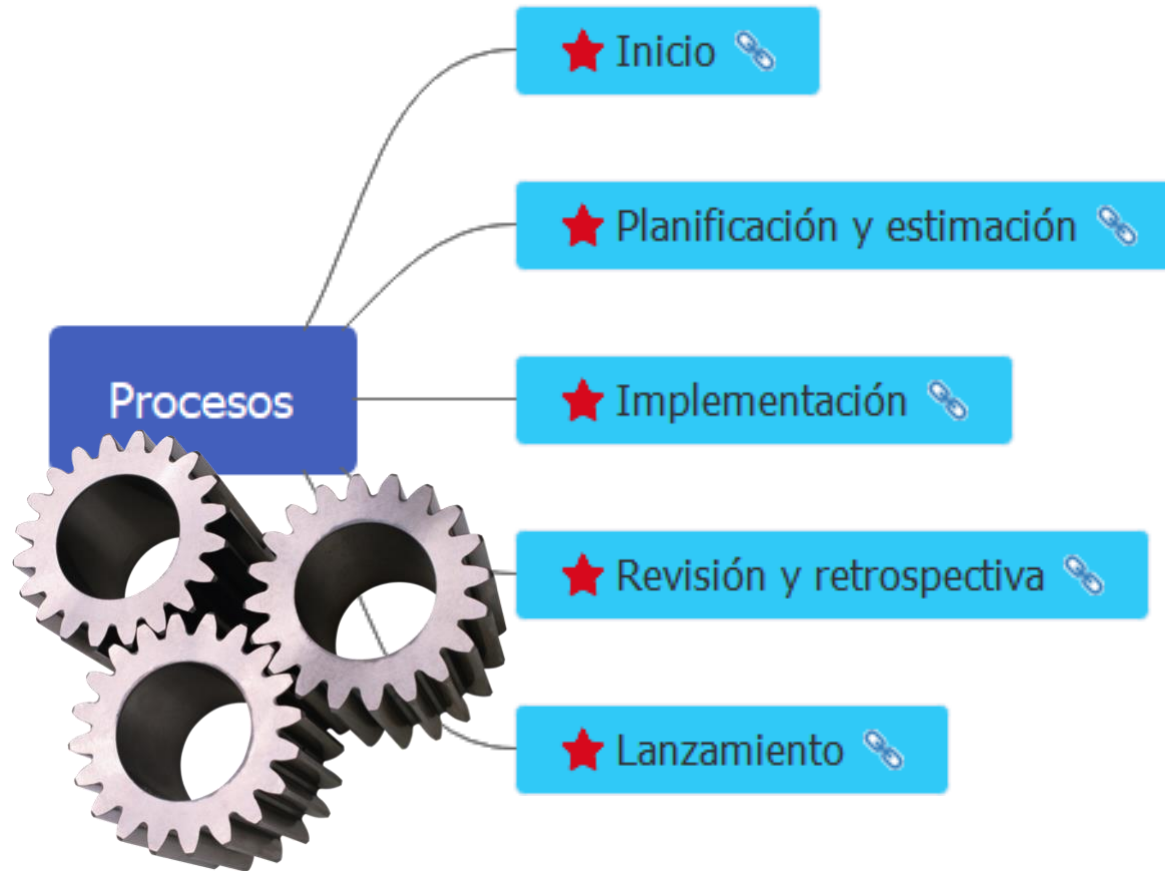 Inicio
Planificación y estimación
Procesos
Implementación
Revisión y retrospectiva
Lanzamiento